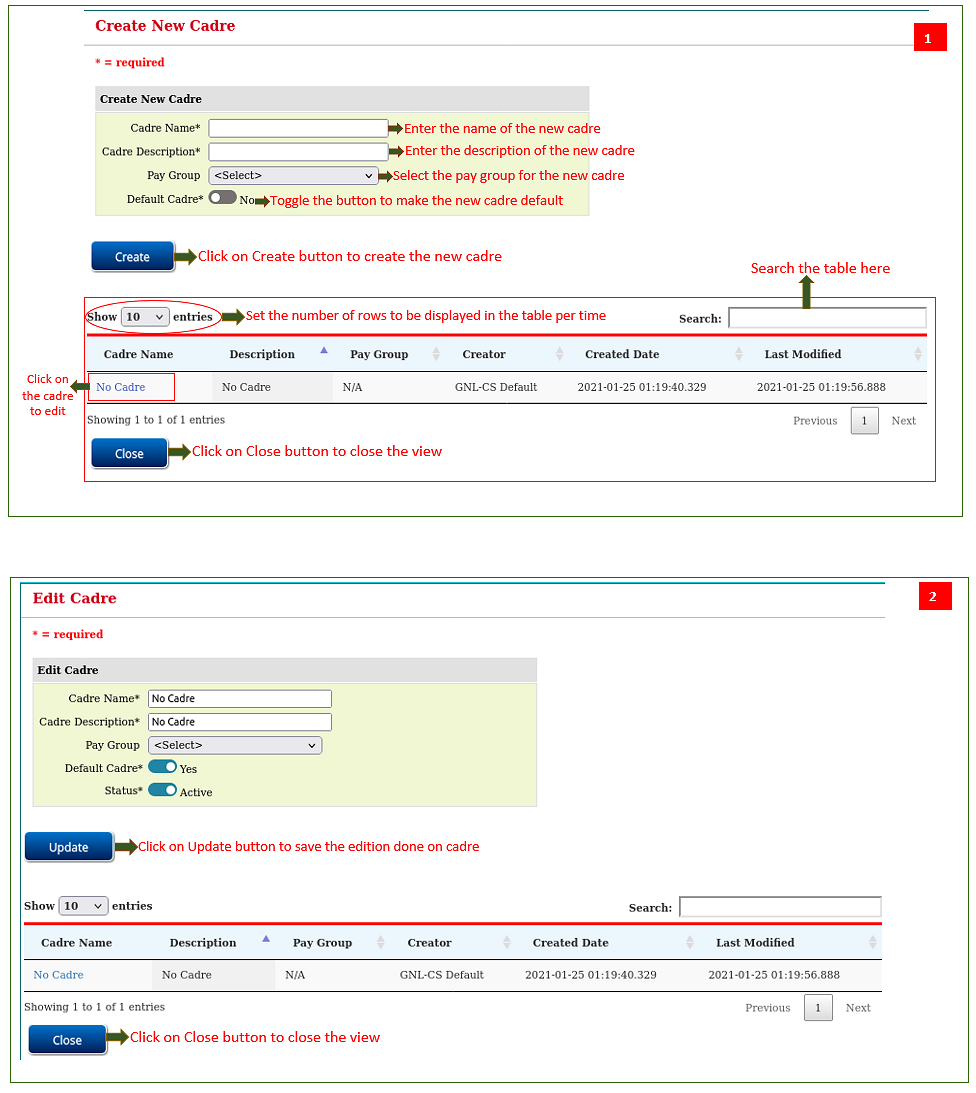 Create New Cadre
1
* = required
Create New Cadre
Cadre Name* Enter the name of the new cadre
Cadre Description* Enter the description of the new cadre
Pay Group <Select> Select the pay group for the new cadre
Default Cadre* No Toggle the button to make the new cadre default
Create Click on Create button to create the new cadre
Search the table here
Show 10 entries Set the number of rows to be displayed in the table per time Search:
Cadre Name Description Pay Group Creator Created Date Last Modified
Click on
the cadre
to edit
No Cadre No Cadre N/A GNL-CS Default 2021-01-25 01:19:40.329 2021-01-25 01:19:56.888
Showing 1 to 1 of 1 entries Previous 1 Next
Close Click on Close button to close the view
Edit Cadre
2
* = required
Edit Cadre
Cadre Name* No Cadre
Cadre Description* No Cadre
Pay Group <Select>
Default Cadre* Yes
Status* Active
Update Click on Update button to save the edition done on cadre
Show 10 entries Search:
Cadre Name Description Pay Group Creator Created Date Last Modified
No Cadre No Cadre N/A GNL-CS Default 2021-01-25 01:19:40.329 2021-01-25 01:19:56.888
Showing 1 to 1 of 1 entries Previous 1 Next
Close Click on Close button to close the view